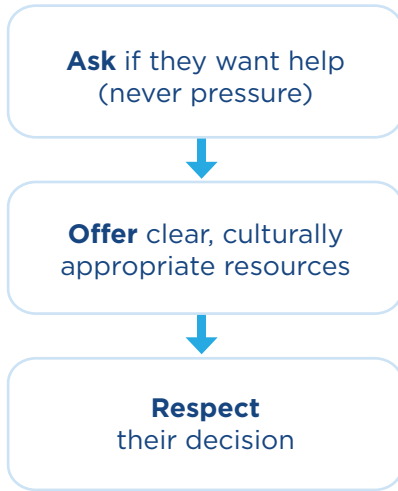 Ask if they want help
(never pressure)
Offer clear, culturally
appropriate resources
Respect
their decision